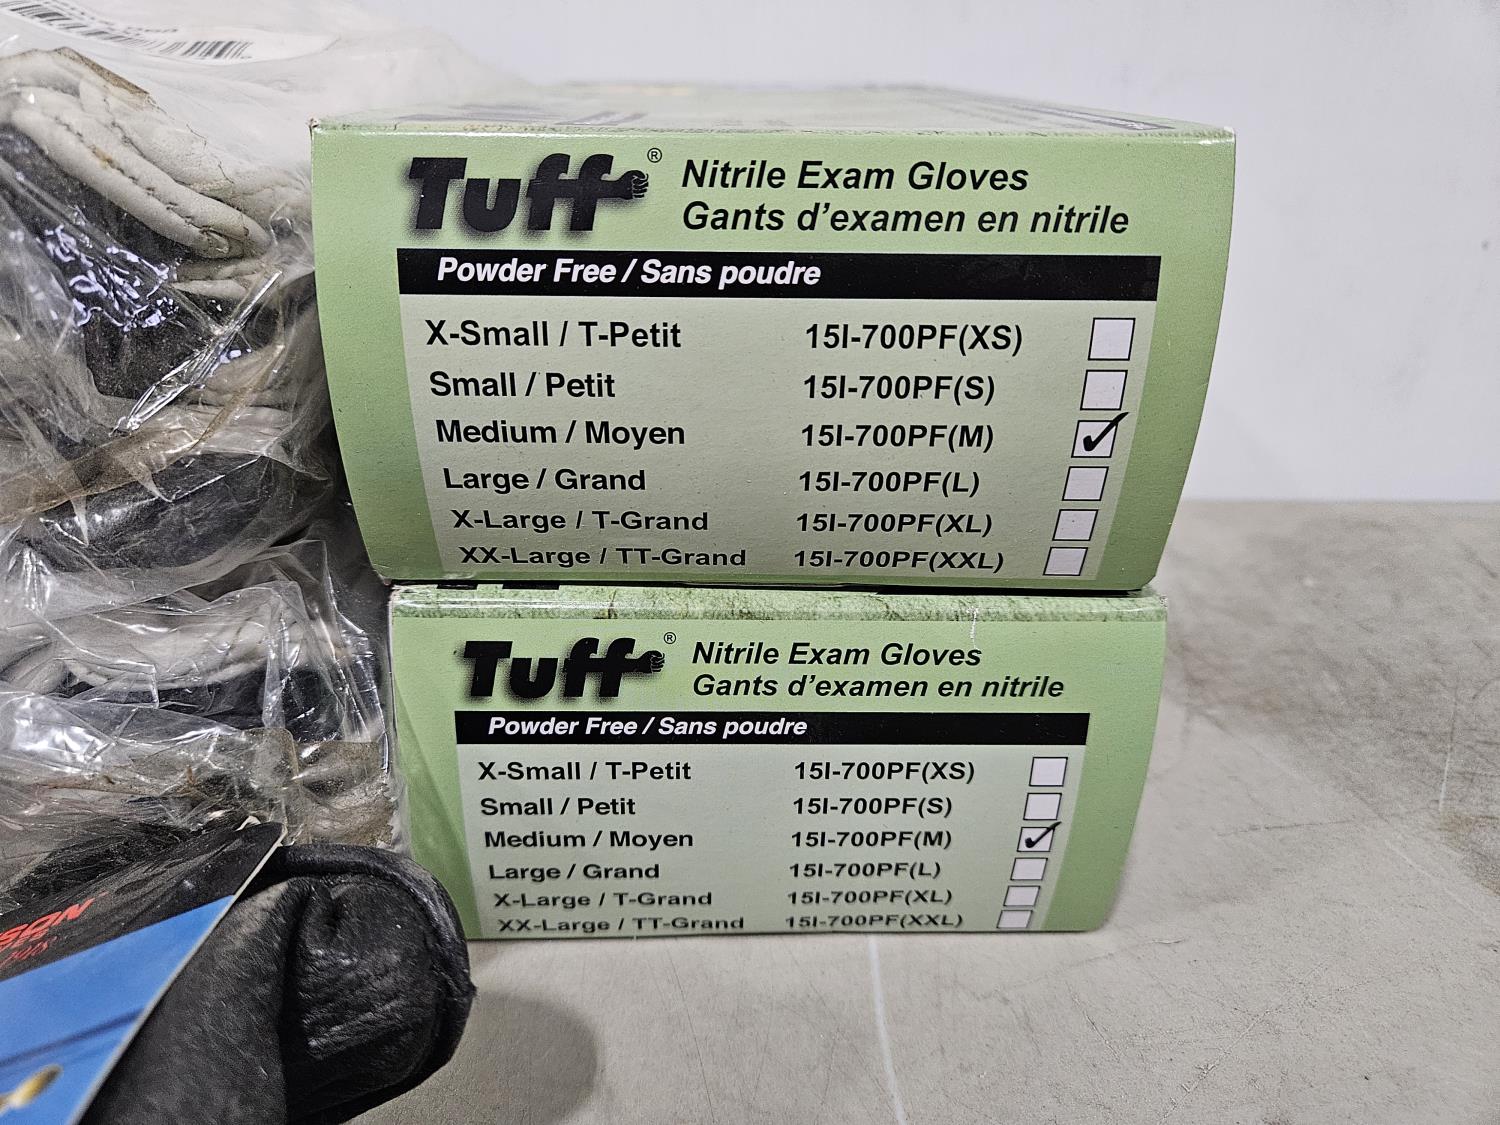 Tuff® Nitrile Exam Gloves
Gants d'examen en nitrile
Powder Free / Sans poudre
X-Small / T-Petit 15I-700PF(XS)
Small / Petit 15I-700PF(S)
Medium / Moyen 15I-700PF(M) ✓
Large / Grand 15I-700PF(L)
X-Large / T-Grand 15I-700PF(XL)
XX-Large / TT-Grand 15I-700PF(XXL)
Tuff® Nitrile Exam Gloves
Gants d'examen en nitrile
Powder Free / Sans poudre
X-Small / T-Petit 15I-700PF(XS)
Small / Petit 15I-700PF(S)
Medium / Moyen 15I-700PF(M) ✓
Large / Grand 15I-700PF(L)
X-Large / T-Grand 15I-700PF(XL)
XX-Large / TT-Grand 15I-700PF(XXL)